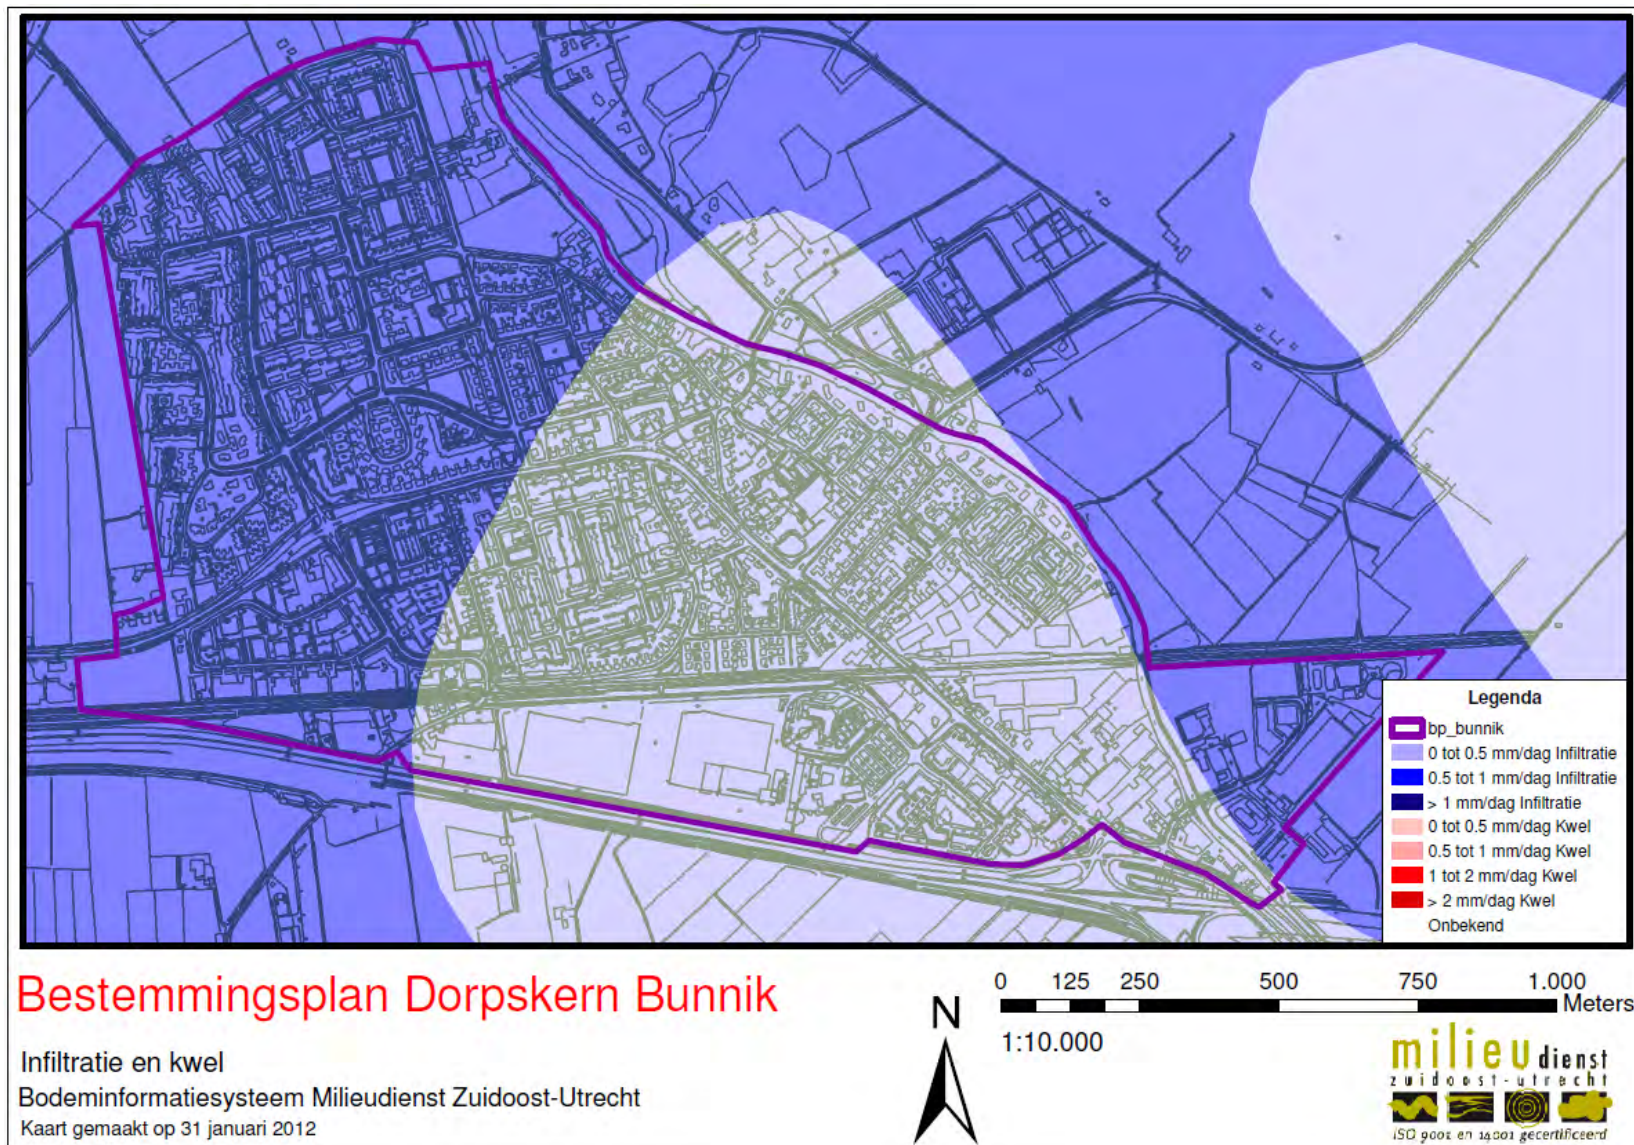 Legenda
bp_bunnik
0 tot 0.5 mm/dag Infiltratie
0.5 tot 1 mm/dag Infiltratie
> 1 mm/dag Infiltratie
0 tot 0.5 mm/dag Kwel
0.5 tot 1 mm/dag Kwel
1 tot 2 mm/dag Kwel
> 2 mm/dag Kwel
Onbekend
Bestemmingsplan Dorpskern Bunnik
Infiltratie en kwel
Bodeminformatiesysteem Milieudienst Zuidoost-Utrecht
Kaart gemaakt op 31 januari 2012
N
0 125 250 500 750 1.000
Meters
1:10.000
milieudienst
zuidoost-utrecht
ISO 9001 en 14001 gecertificeerd